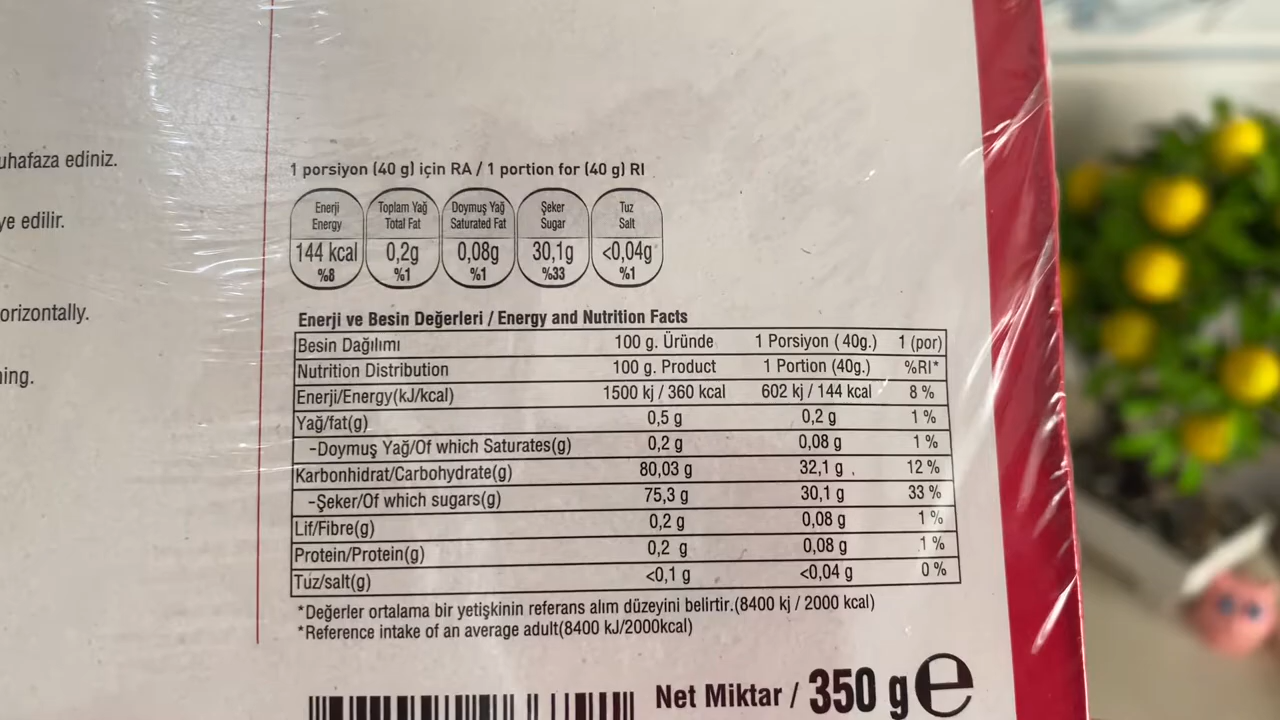 uhafaza ediniz.
ye edilir.
orizontally.
ning.
1 porsiyon (40 g) için RA / 1 portion for (40 g) RI
Enerji Toplam Yağ Doymuş Yağ Şeker Tuz
Energy Total Fat Saturated Fat Sugar Salt
144 kcal 0,2g 0,08g 30,1g <0,04g
%8 %1 %1 %33 %1
Enerji ve Besin Değerleri / Energy and Nutrition Facts
Besin Dağılımı 100 g. Üründe 1 Porsiyon ( 40g.) 1 (por)
Nutrition Distribution 100 g. Product 1 Portion (40g.) %RI*
Enerji/Energy(kJ/kcal) 1500 kj / 360 kcal 602 kj / 144 kcal 8 %
Yağ/fat(g) 0,5 g 0,2 g 1 %
-Doymuş Yağ/Of which Saturates(g) 0,2 g 0,08 g 1 %
Karbonhidrat/Carbohydrate(g) 80,03 g 32,1 g . 12 %
-Şeker/Of which sugars(g) 75,3 g 30,1 g 33 %
Lif/Fibre(g) 0,2 g 0,08 g 1 %
Protein/Protein(g) 0,2 g 0,08 g 1 %
Tuz/salt(g) <0,1 g <0,04 g 0 %
*Değerler ortalama bir yetişkinin referans alım düzeyini belirtir.(8400 kj / 2000 kcal)
*Reference intake of an average adult(8400 kJ/2000kcal)
Net Miktar / 350 g e